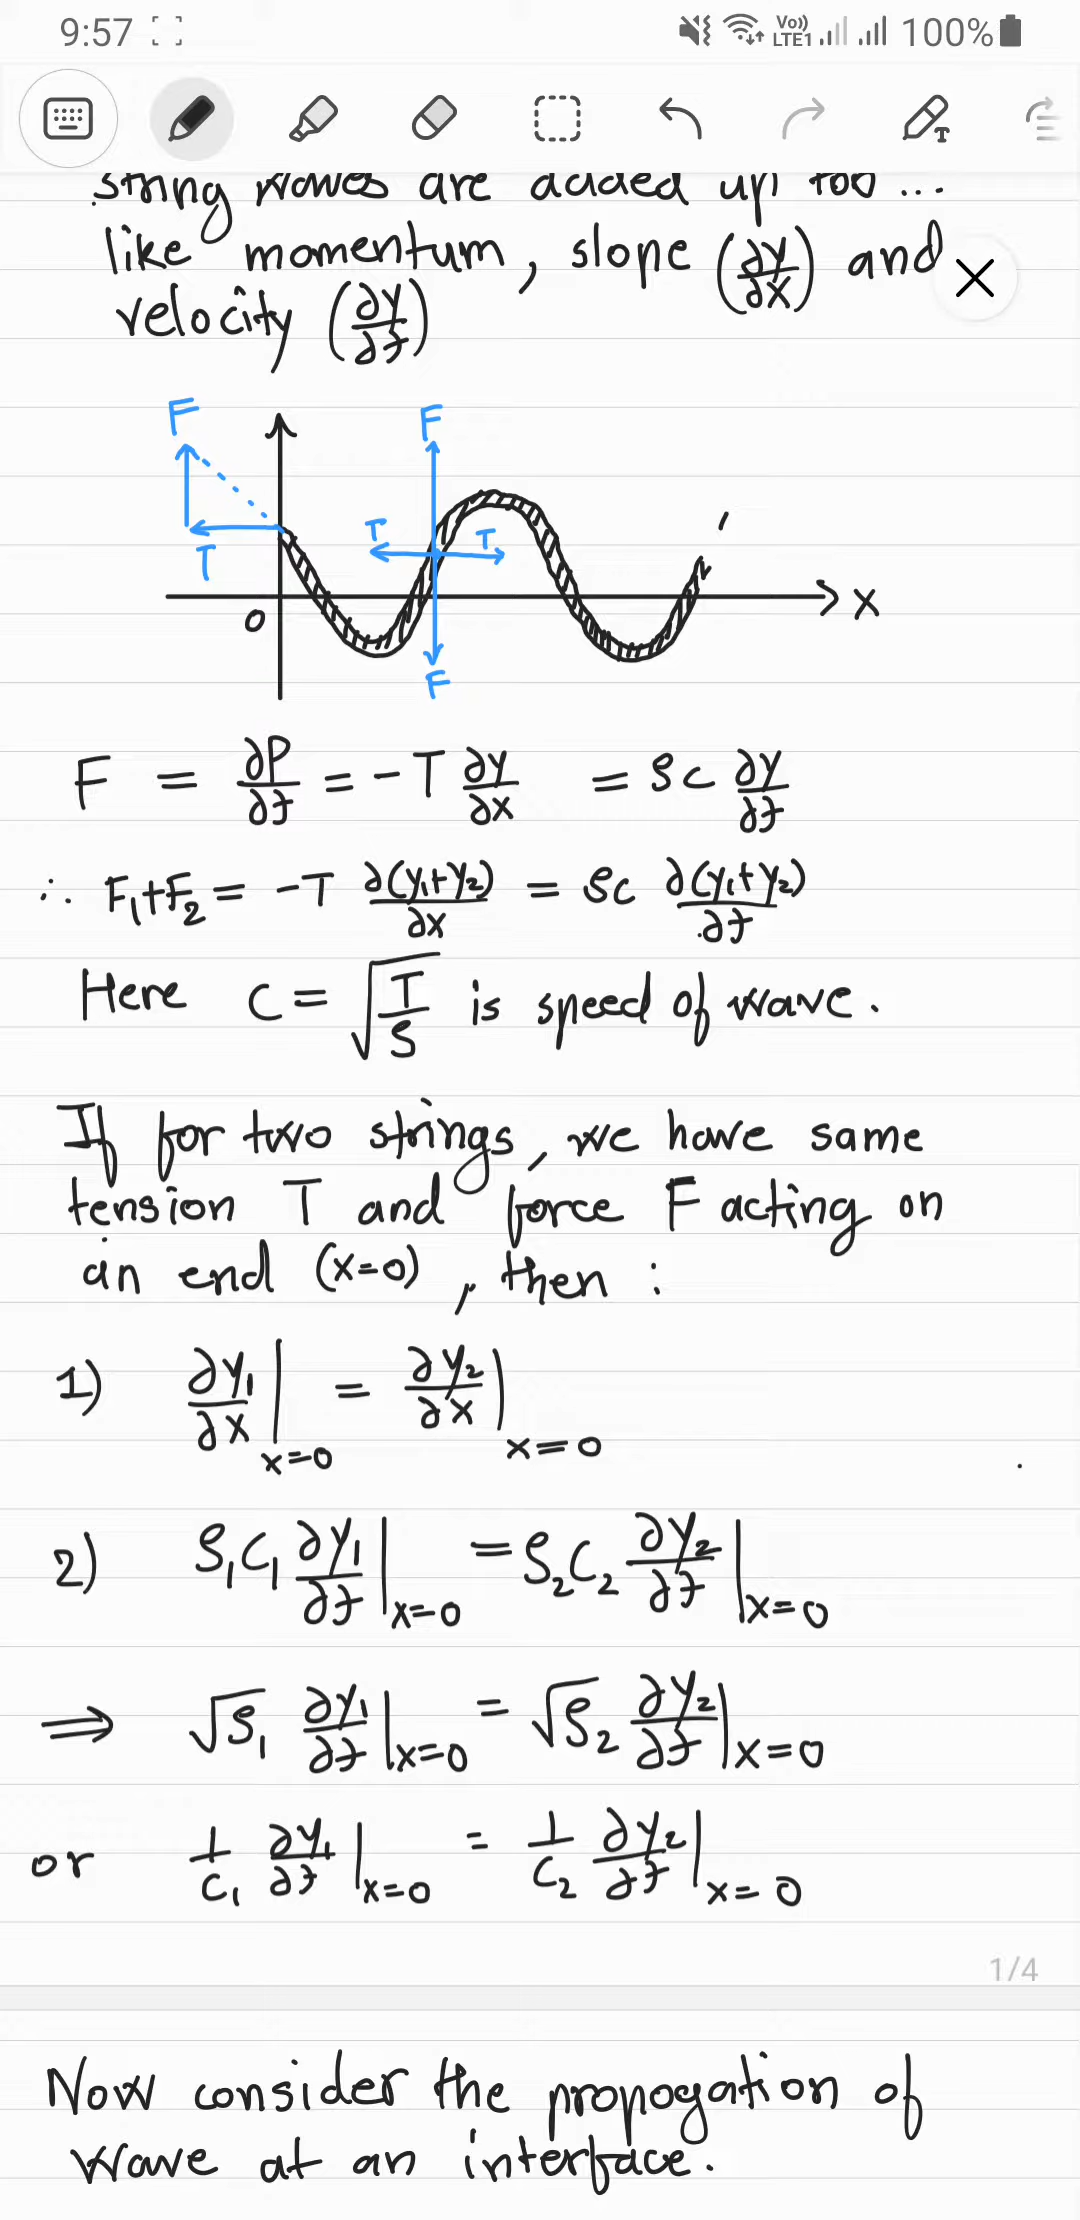 9:57 Vo)) LTE1 100%
string waves are added up too ...
like momentum, slope (∂y/∂x) and
velocity (∂y/∂t)
F F
T T T
0 x
F
F = ∂P/∂t = -T ∂y/∂x = ρc ∂y/∂t
∴ F₁+F₂ = -T ∂(y₁+y₂)/∂x = ρc ∂(y₁+y₂)/∂t
Here c = √(T/ρ) is speed of wave.
If for two strings, we have same
tension T and force F acting on
an end (x=0), then :
1) ∂y₁/∂x |x=0 = ∂y₂/∂x |x=0
2) ρ₁c₁ ∂y₁/∂t |x=0 = ρ₂c₂ ∂y₂/∂t |x=0
⟹ √ρ₁ ∂y₁/∂t |x=0 = √ρ₂ ∂y₂/∂t |x=0
or 1/c₁ ∂y₁/∂t |x=0 = 1/c₂ ∂y₂/∂t |x=0
1/4
Now consider the propogation of
wave at an interface.